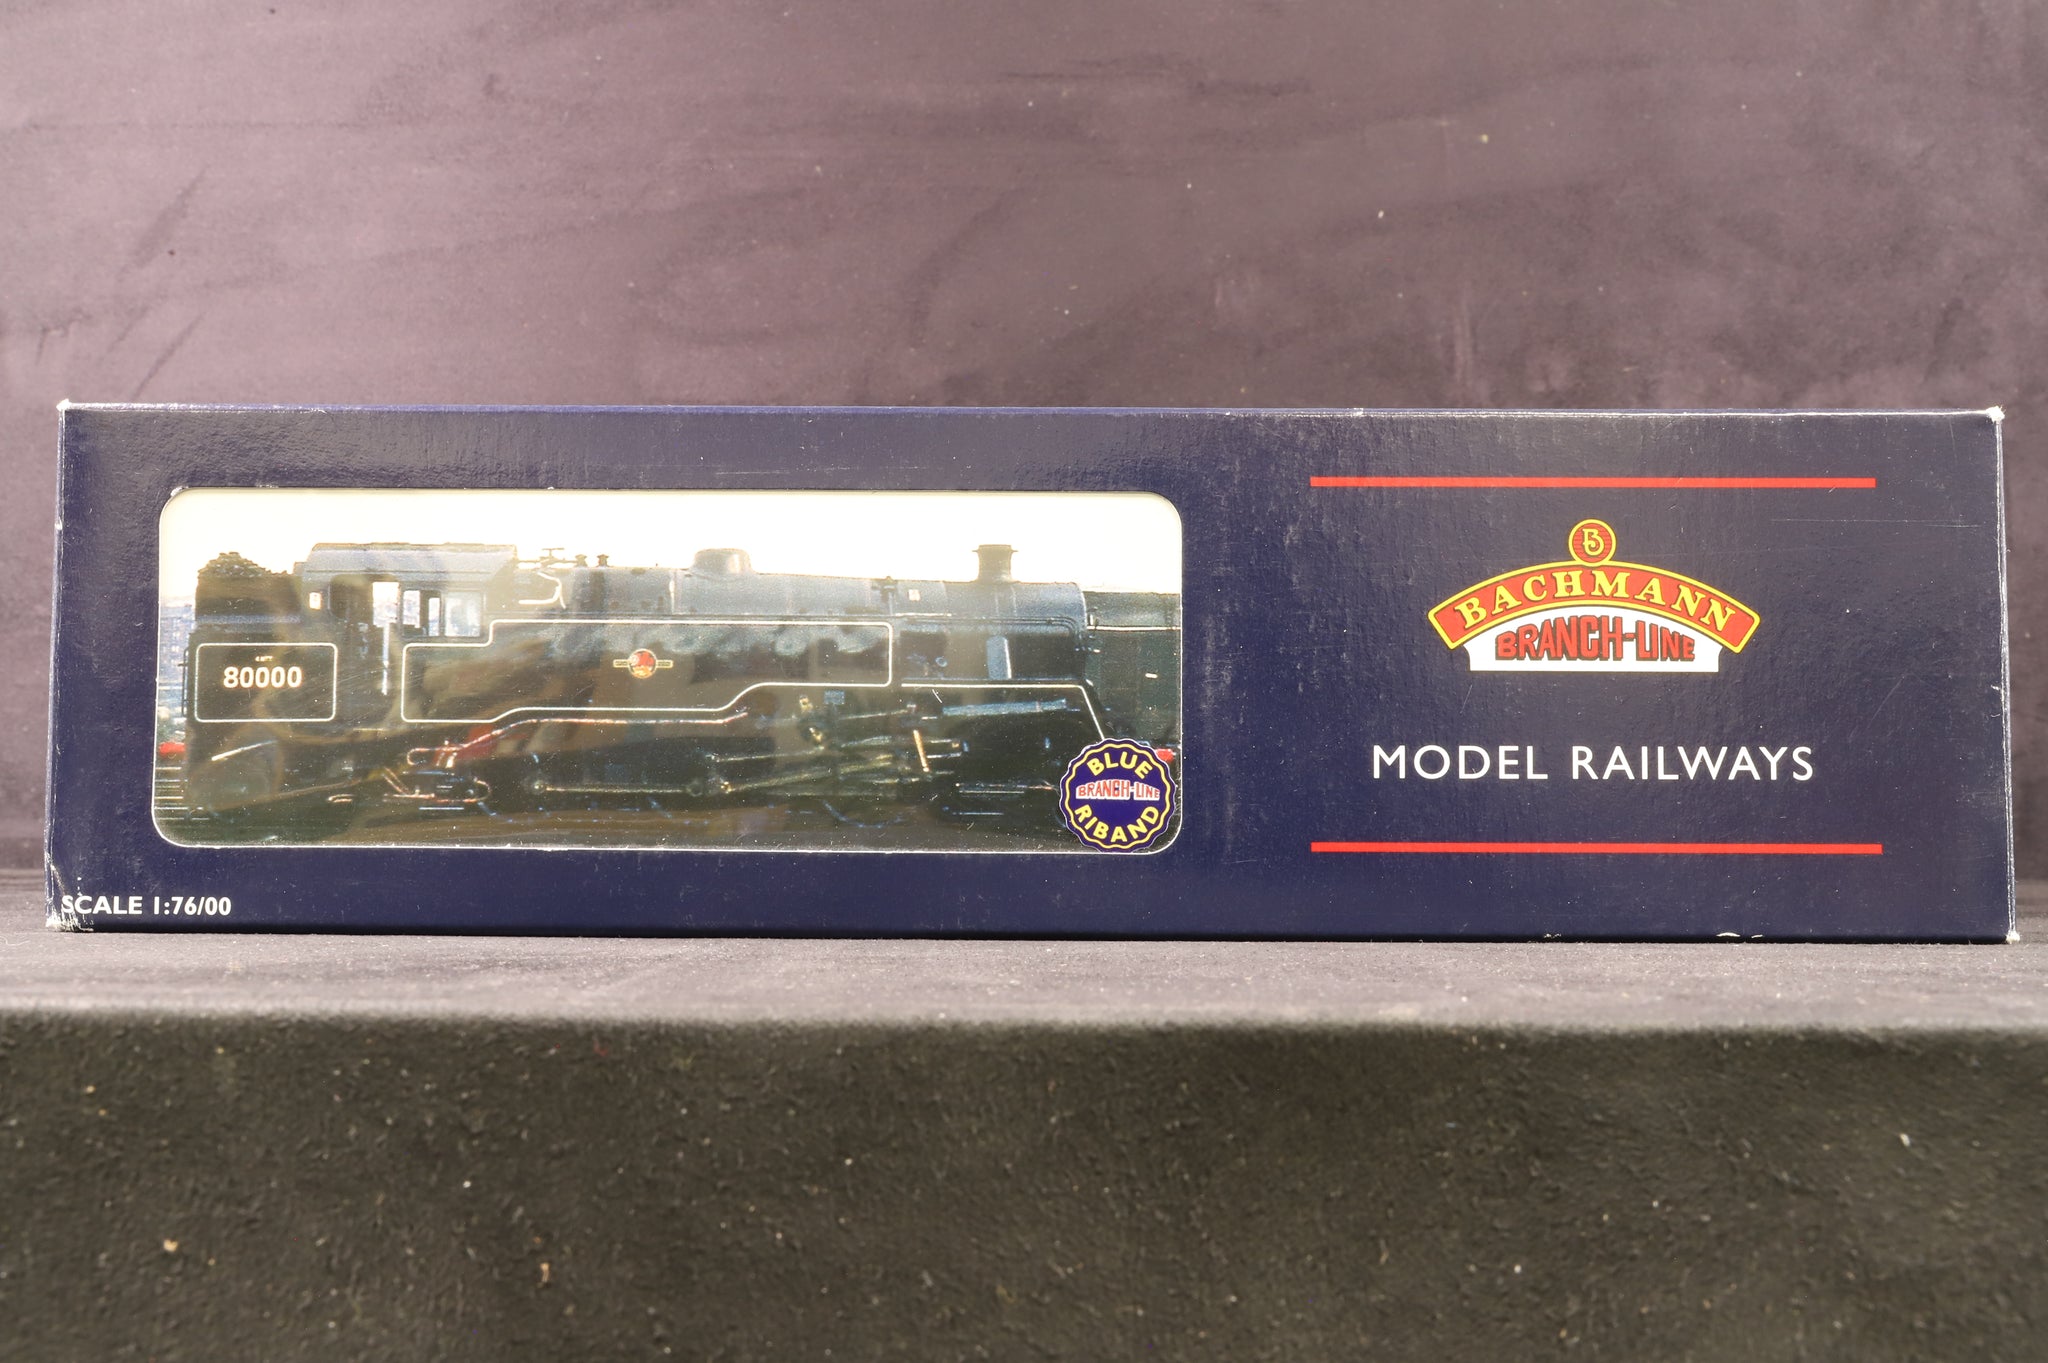 80000
BLUE
BRANCH-LINE
RIBAND
SCALE 1:76/00
B
BACHMANN
BRANCH-LINE
MODEL RAILWAYS